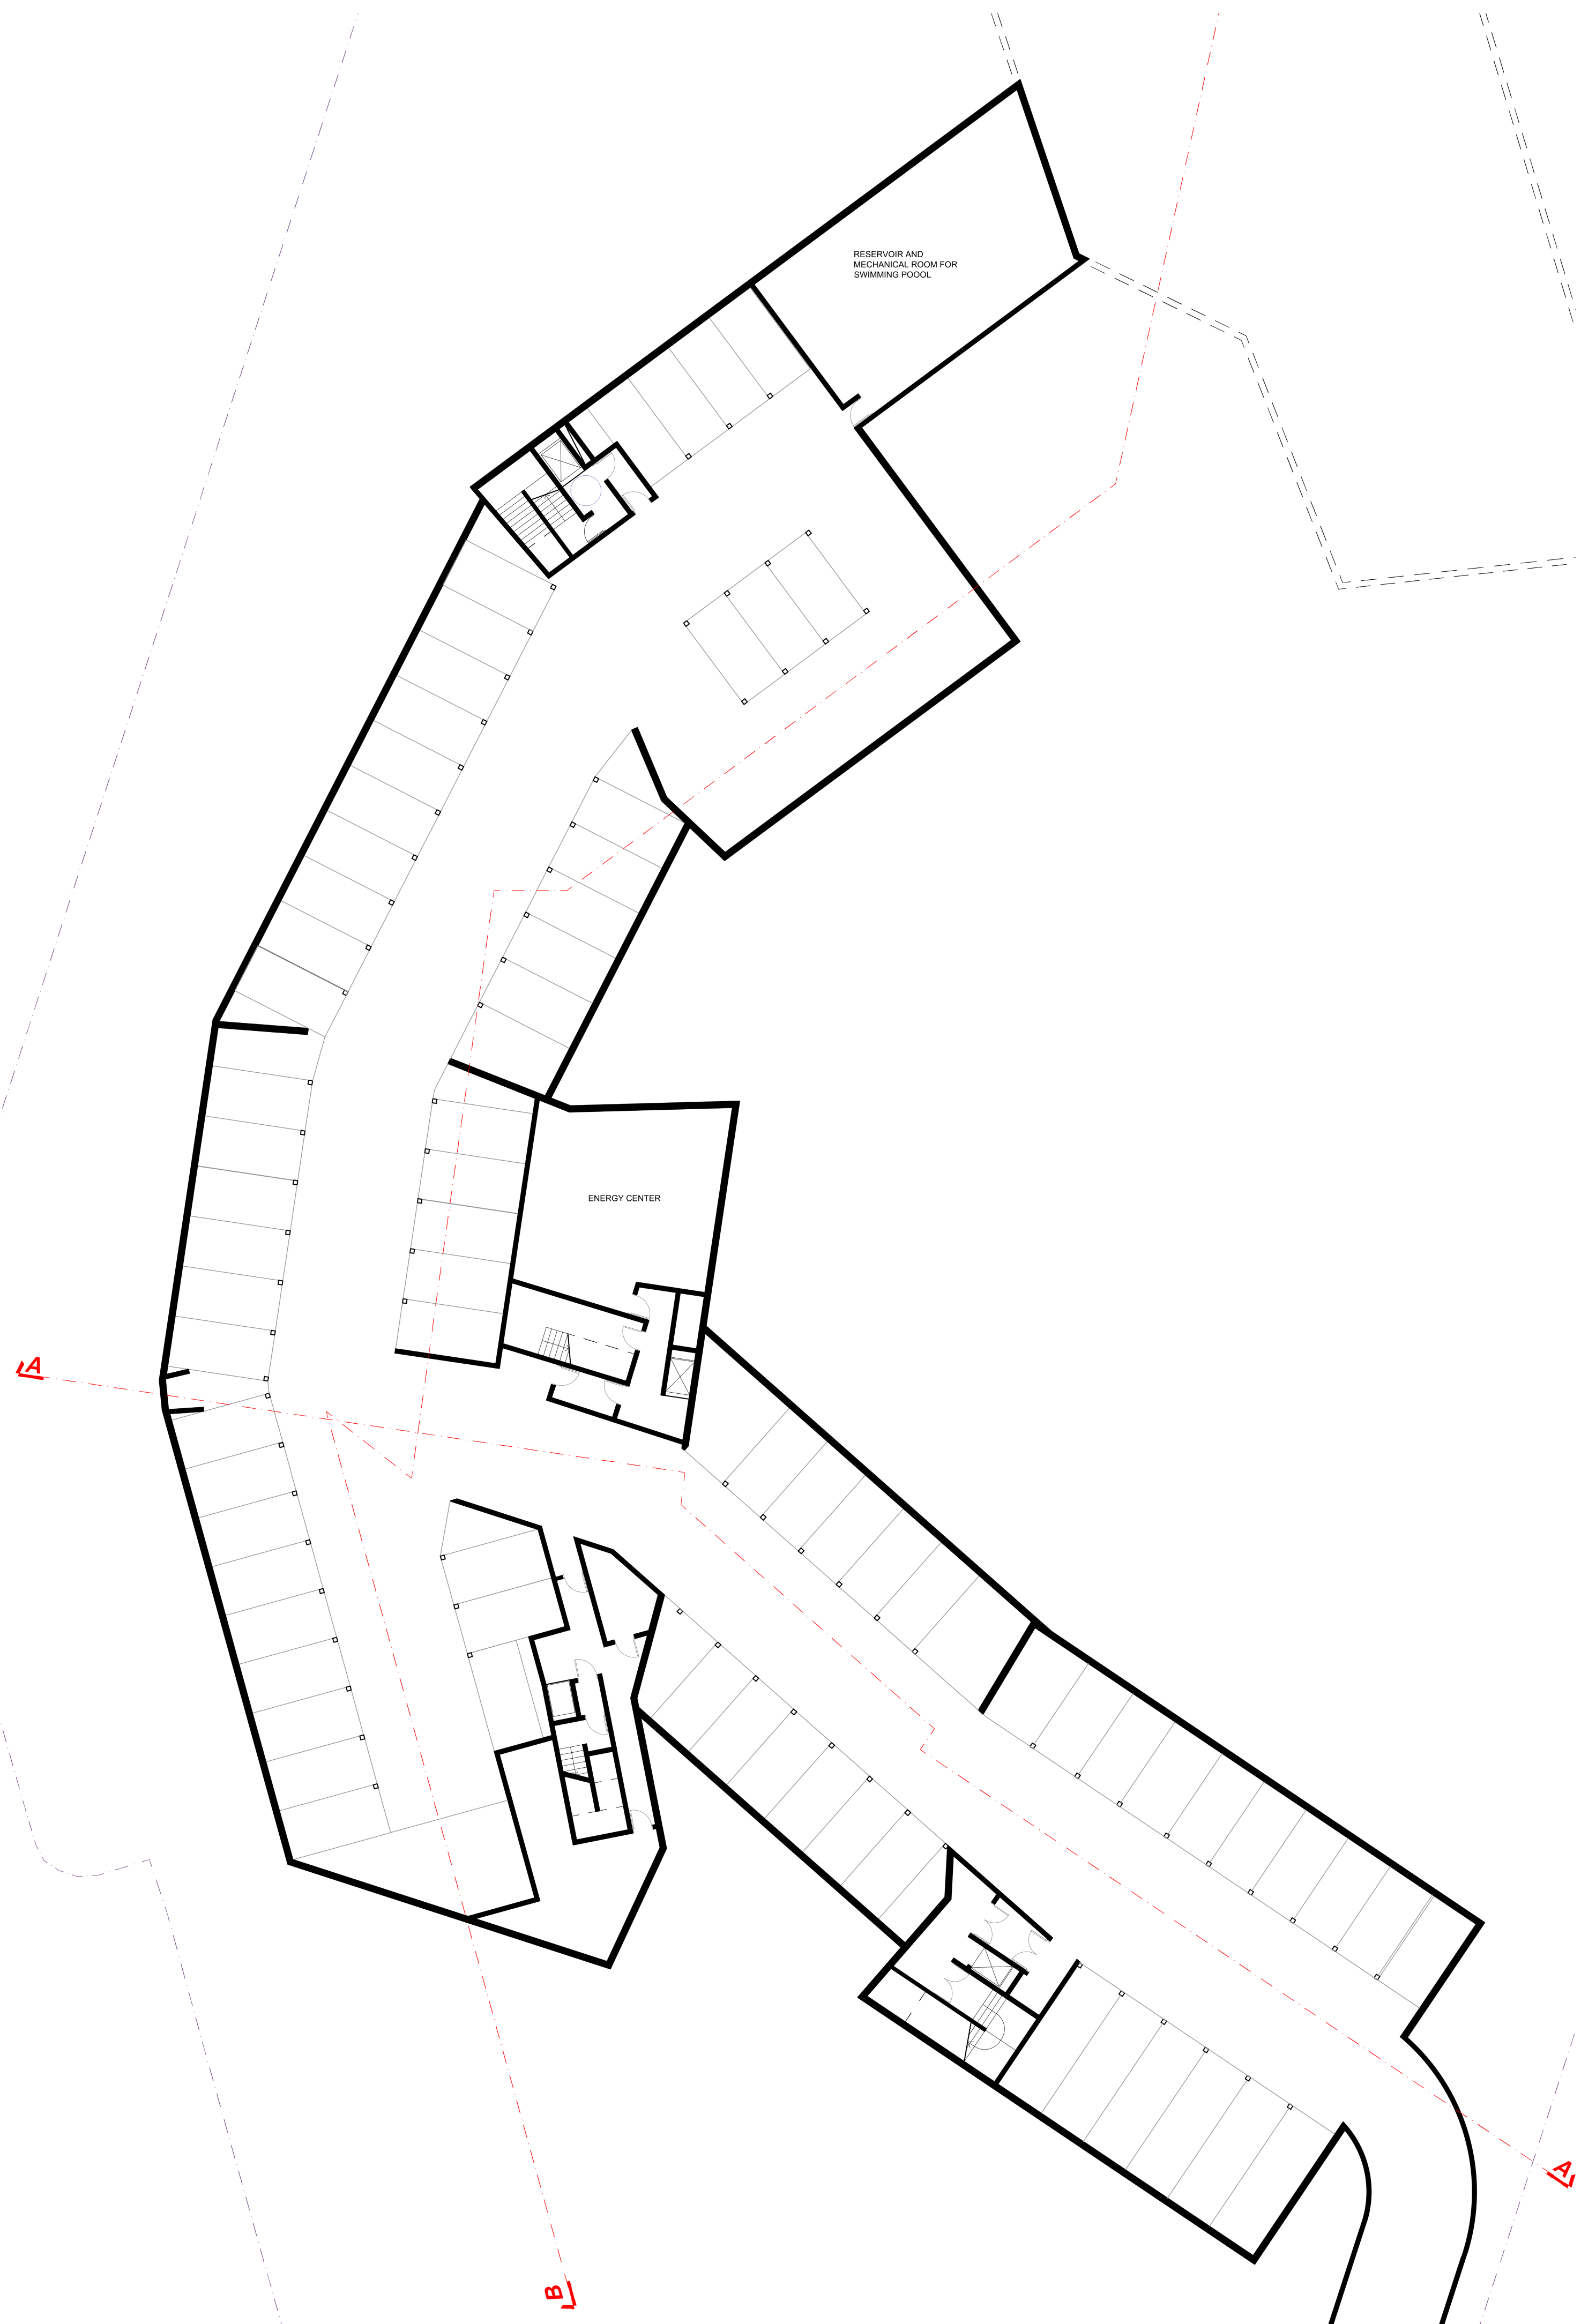 RESERVOIR AND
MECHANICAL ROOM FOR
SWIMMING POOOL
ENERGY CENTER
A
A
B